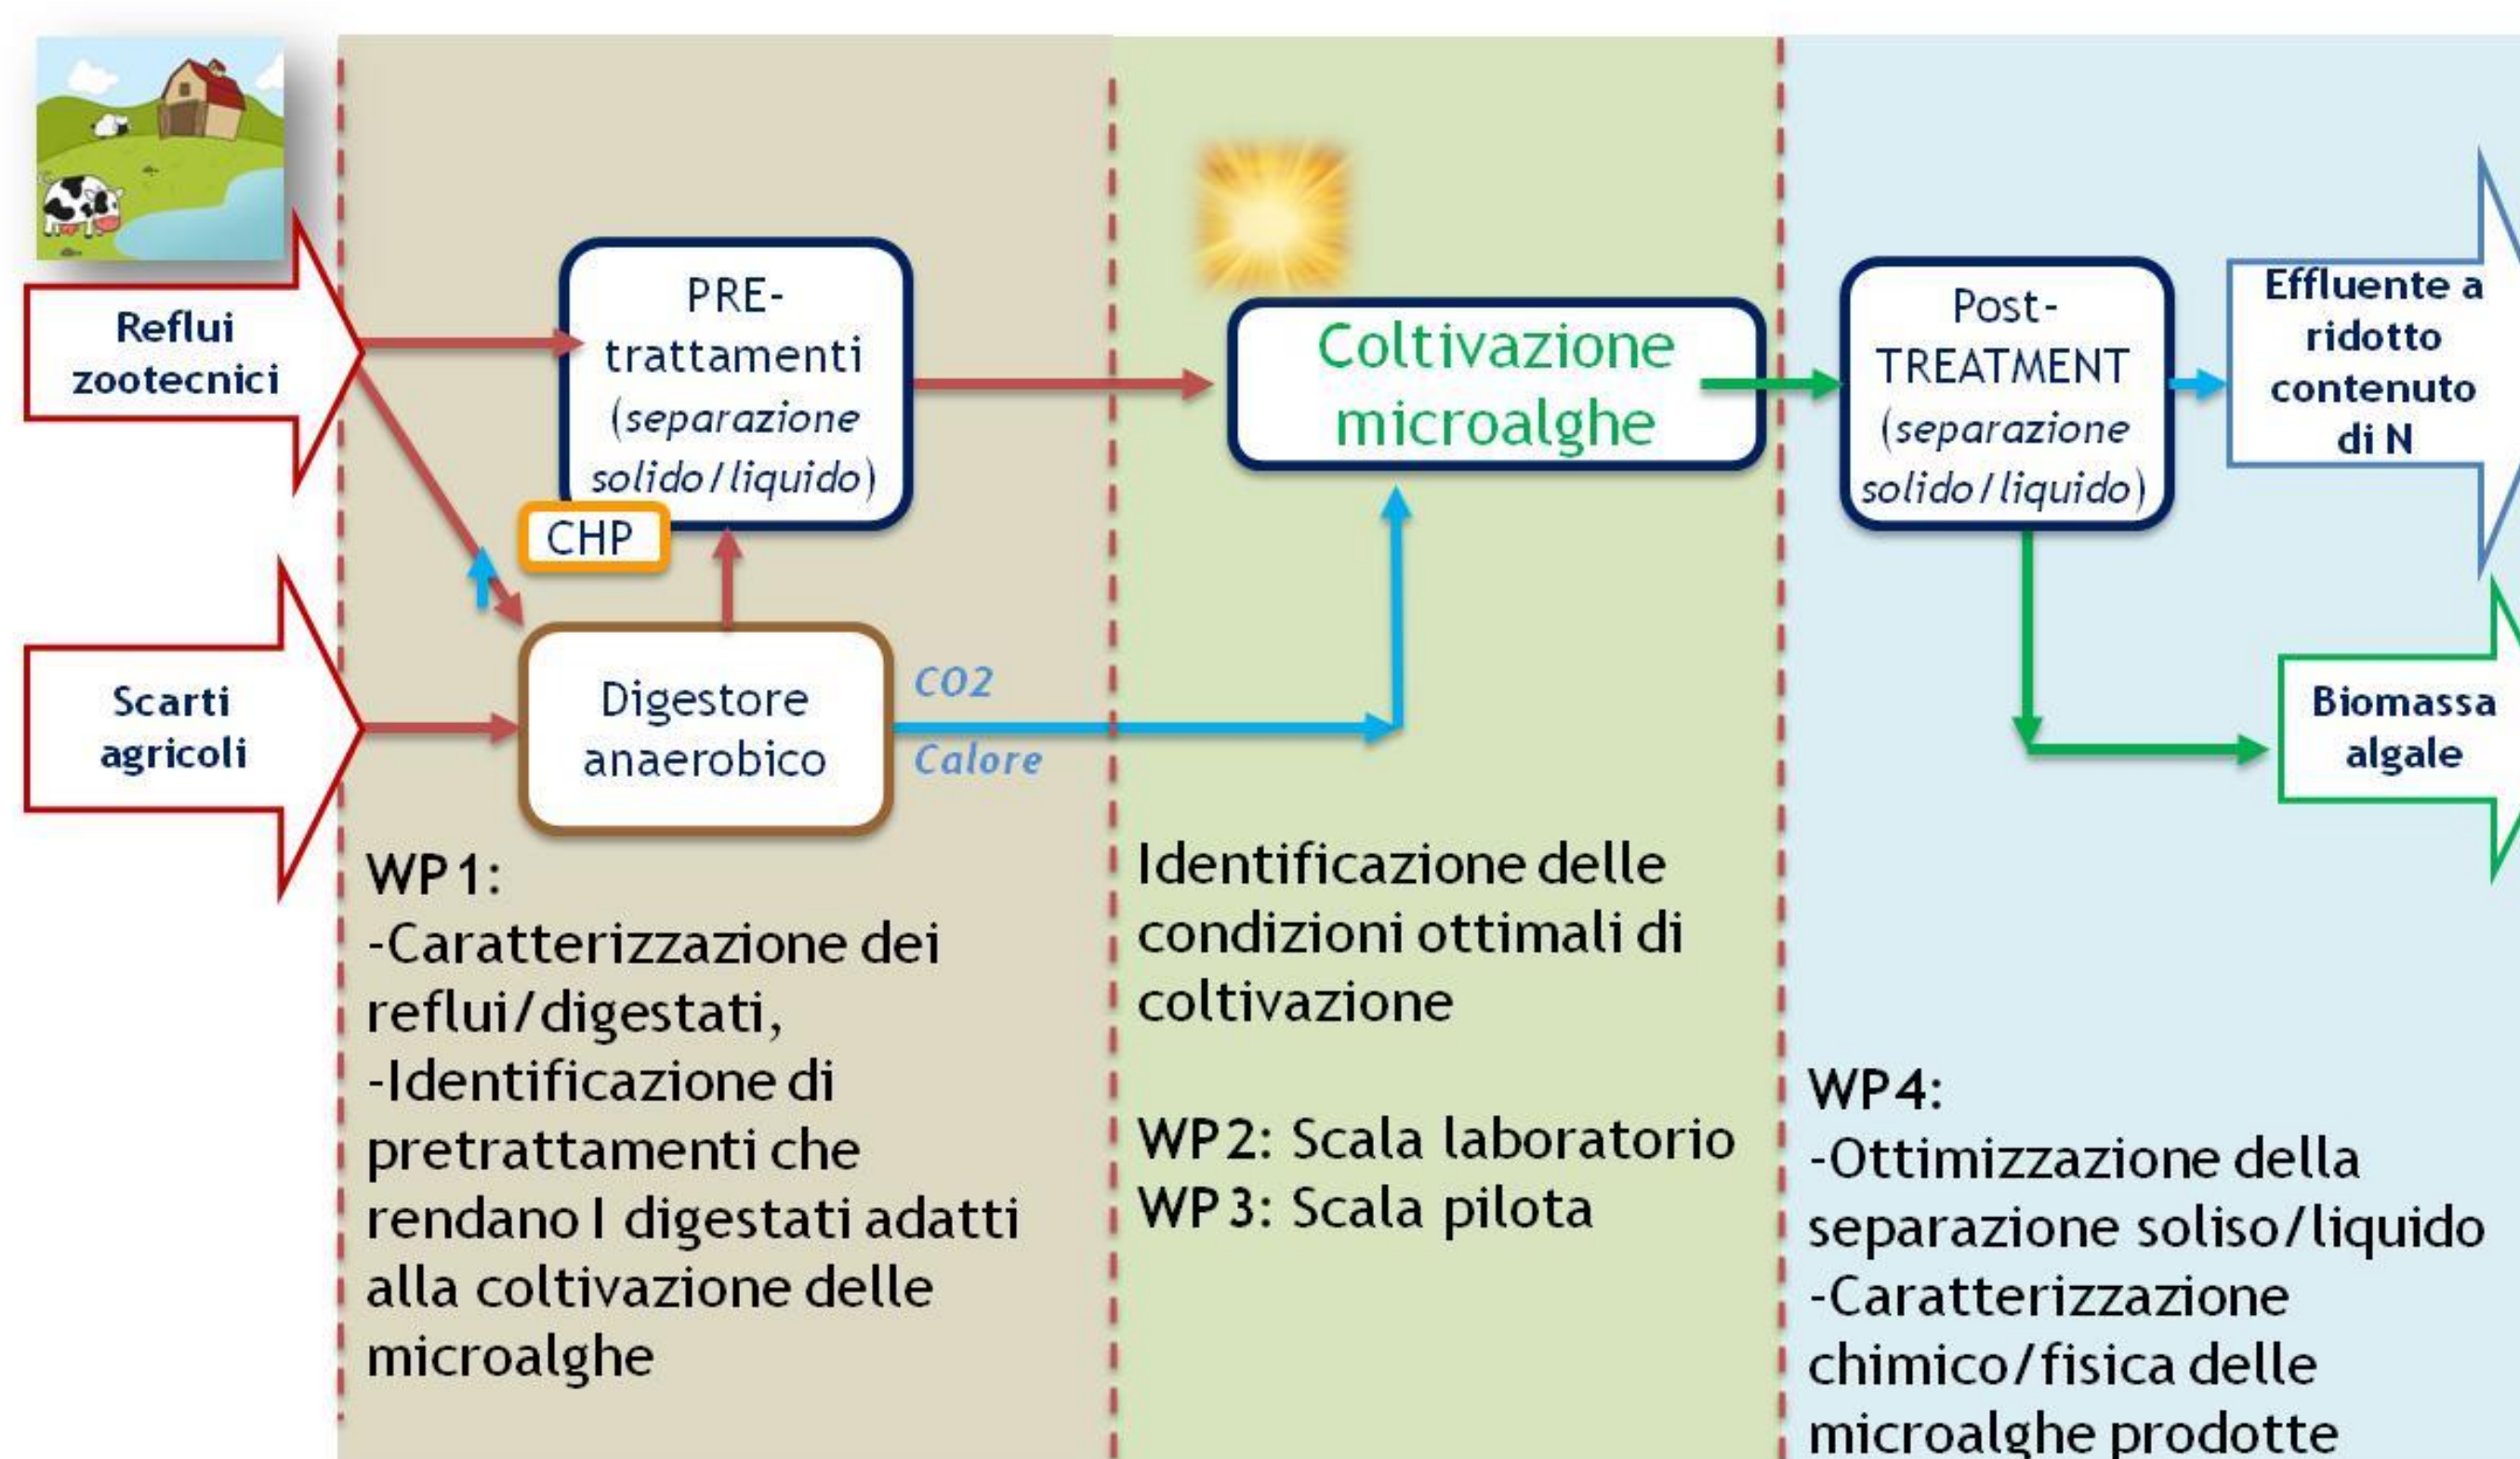 Reflui
zootecnici
Scarti
agricoli
PRE-
trattamenti
(separazione
solido/liquido)
CHP
Digestore
anaerobico
CO2
Calore
WP1:
-Caratterizzazione dei
reflui/digestati,
-Identificazione di
pretrattamenti che
rendano I digestati adatti
alla coltivazione delle
microalghe
Coltivazione
microalghe
Identificazione delle
condizioni ottimali di
coltivazione
WP2: Scala laboratorio
WP3: Scala pilota
Post-
TREATMENT
(separazione
solido/liquido)
Effluente a
ridotto
contenuto
di N
Biomassa
algale
WP4:
-Ottimizzazione della
separazione soliso/liquido
-Caratterizzazione
chimico/fisica delle
microalghe prodotte